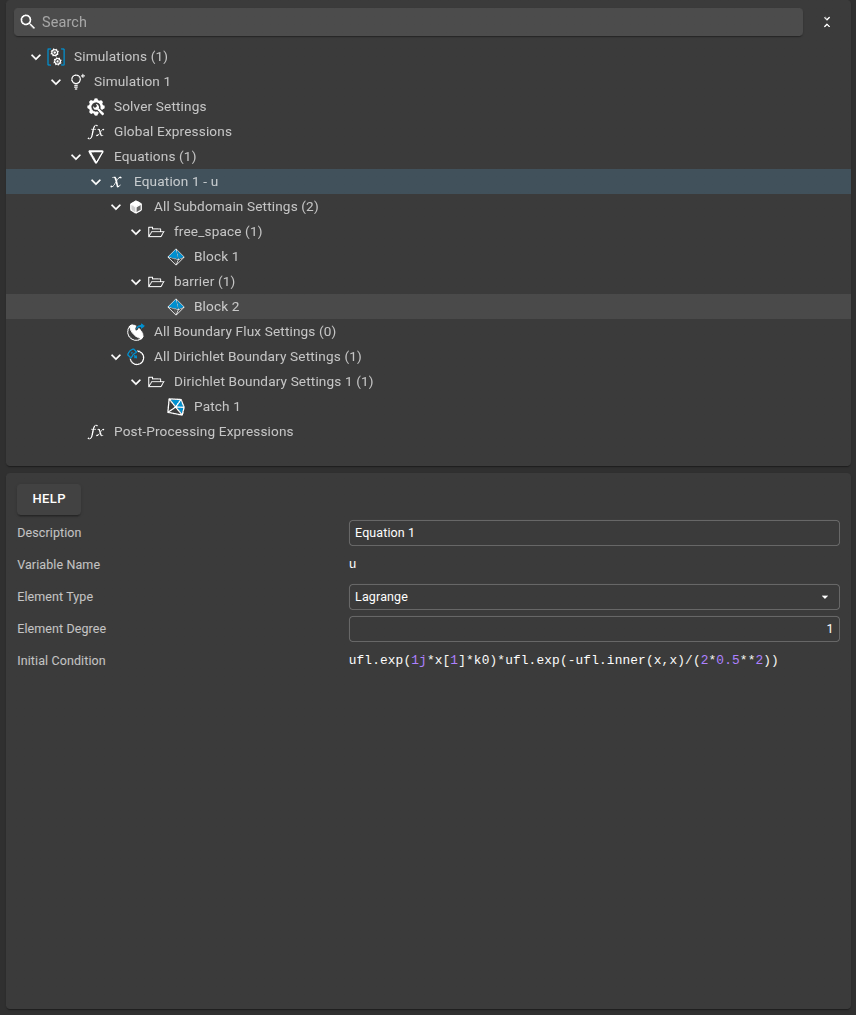 Search
Simulations (1)
Simulation 1
Solver Settings
fx Global Expressions
Equations (1)
x Equation 1 - u
All Subdomain Settings (2)
free_space (1)
Block 1
barrier (1)
Block 2
All Boundary Flux Settings (0)
All Dirichlet Boundary Settings (1)
Dirichlet Boundary Settings 1 (1)
Patch 1
fx Post-Processing Expressions
HELP
Description Equation 1
Variable Name u
Element Type Lagrange
Element Degree 1
Initial Condition ufl.exp(1j*x[1]*k0)*ufl.exp(-ufl.inner(x,x)/(2*0.5**2))